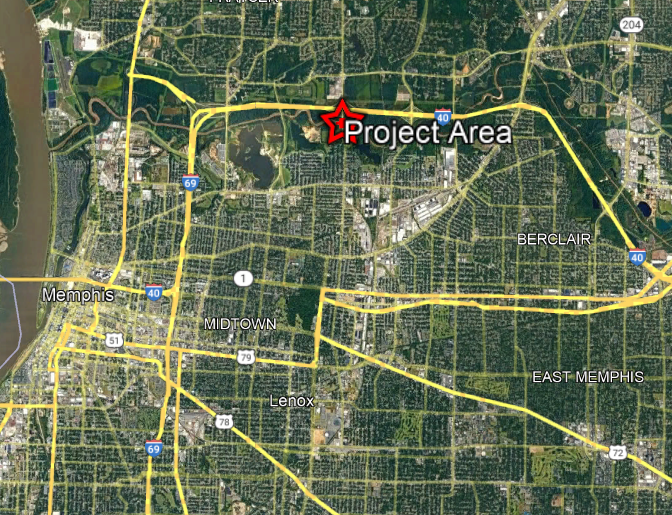 FRAYSER
204
40
Project Area
69
BERCLAIR
40
1
Memphis
40
MIDTOWN
51
79
EAST MEMPHIS
Lenox
78
69
72